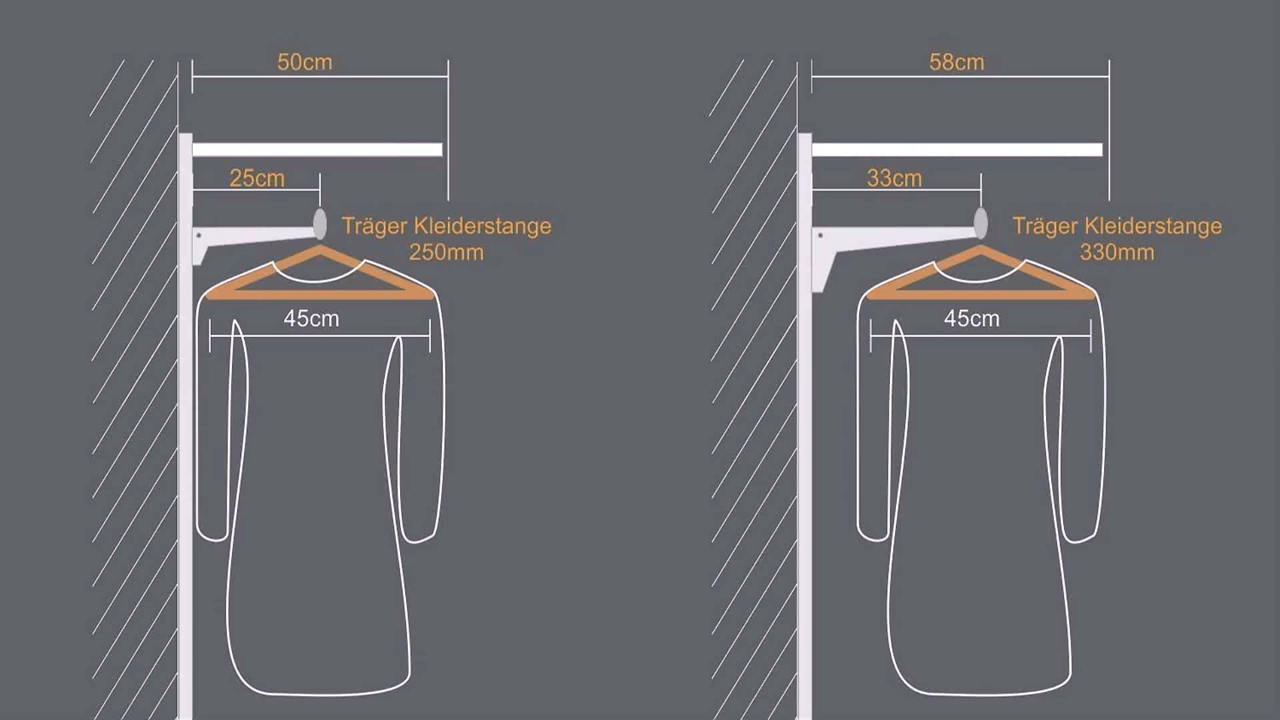 50cm
25cm
Träger Kleiderstange
250mm
45cm
58cm
33cm
Träger Kleiderstange
330mm
45cm